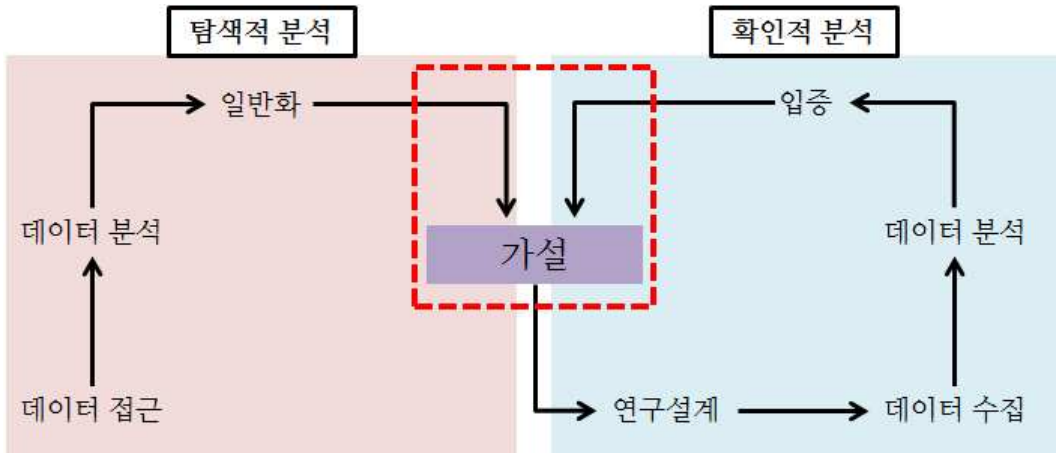 탐색적 분석
확인적 분석
일반화
입증
데이터 분석
가설
데이터 분석
데이터 접근
연구설계
데이터 수집